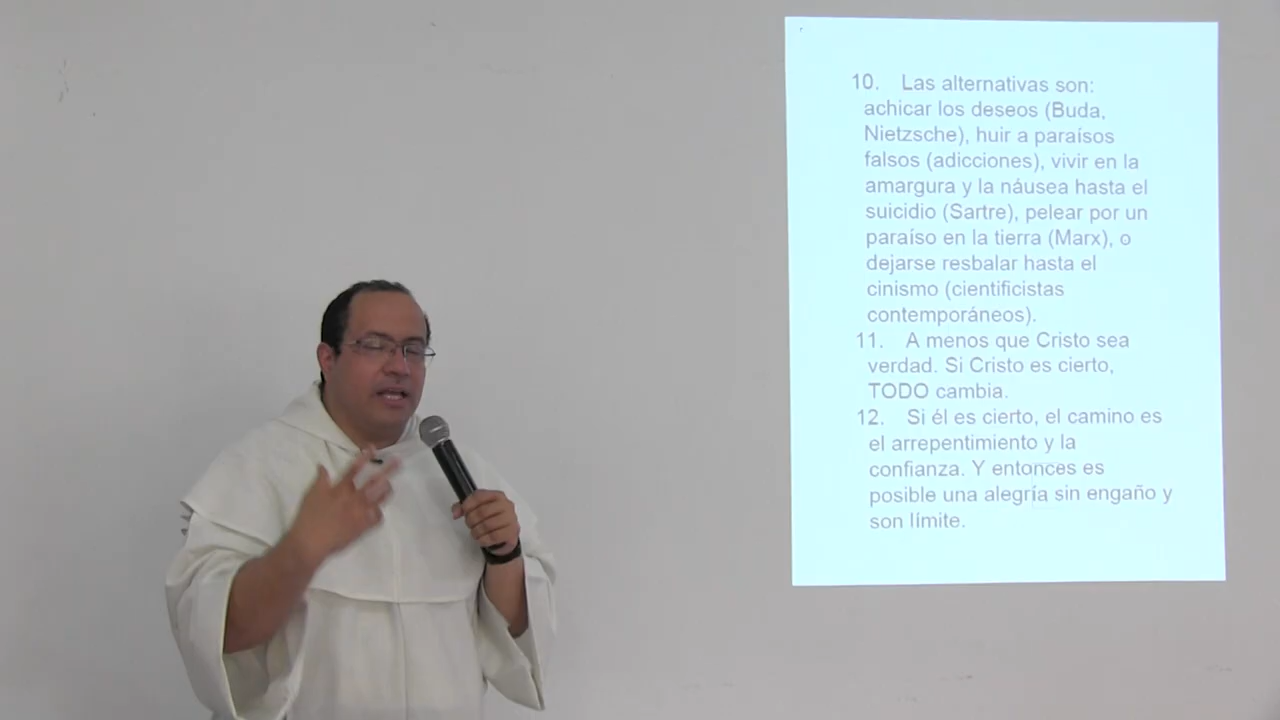 10. Las alternativas son:
achicar los deseos (Buda,
Nietzsche), huir a paraísos
falsos (adicciones), vivir en la
amargura y la náusea hasta el
suicidio (Sartre), pelear por un
paraíso en la tierra (Marx), o
dejarse resbalar hasta el
cinismo (cientificistas
contemporáneos).
11. A menos que Cristo sea
verdad. Si Cristo es cierto,
TODO cambia.
12. Si él es cierto, el camino es
el arrepentimiento y la
confianza. Y entonces es
posible una alegría sin engaño y
son límite.